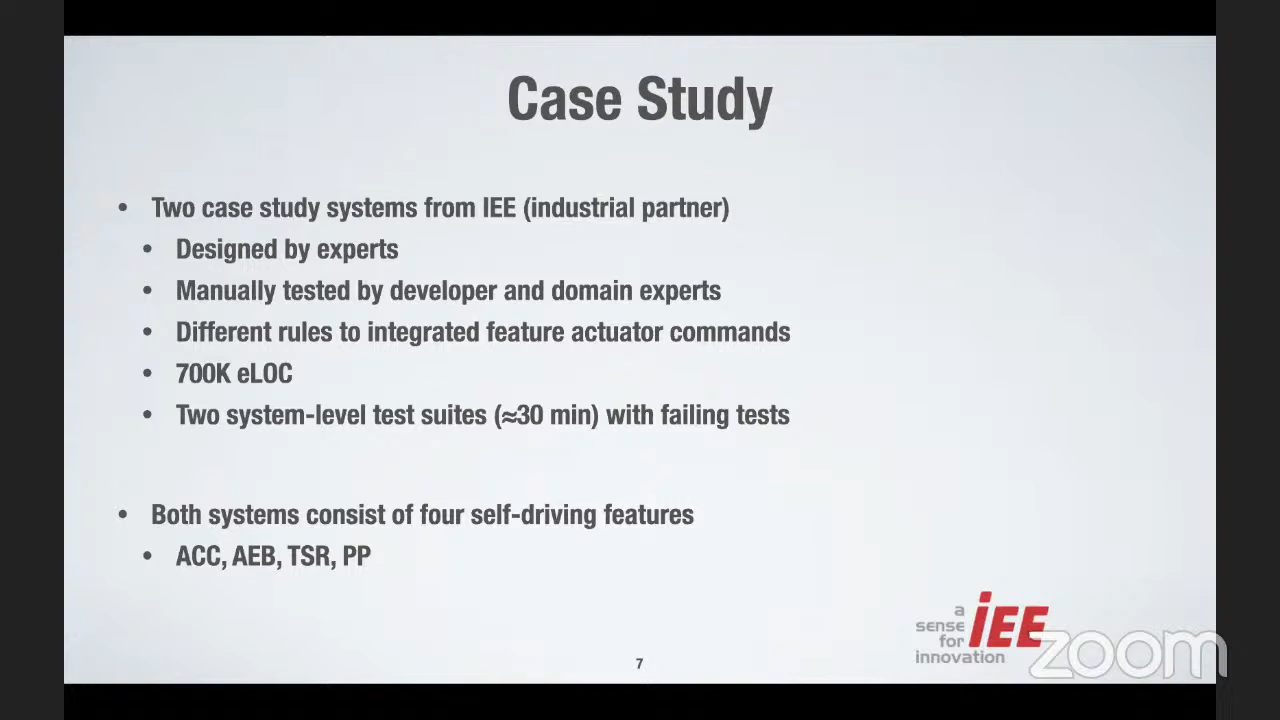 Case Study
• Two case study systems from IEE (industrial partner)
• Designed by experts
• Manually tested by developer and domain experts
• Different rules to integrated feature actuator commands
• 700K eLOC
• Two system-level test suites (≈30 min) with failing tests
• Both systems consist of four self-driving features
• ACC, AEB, TSR, PP
a
sense
for
innovation
iEE
zoom
7